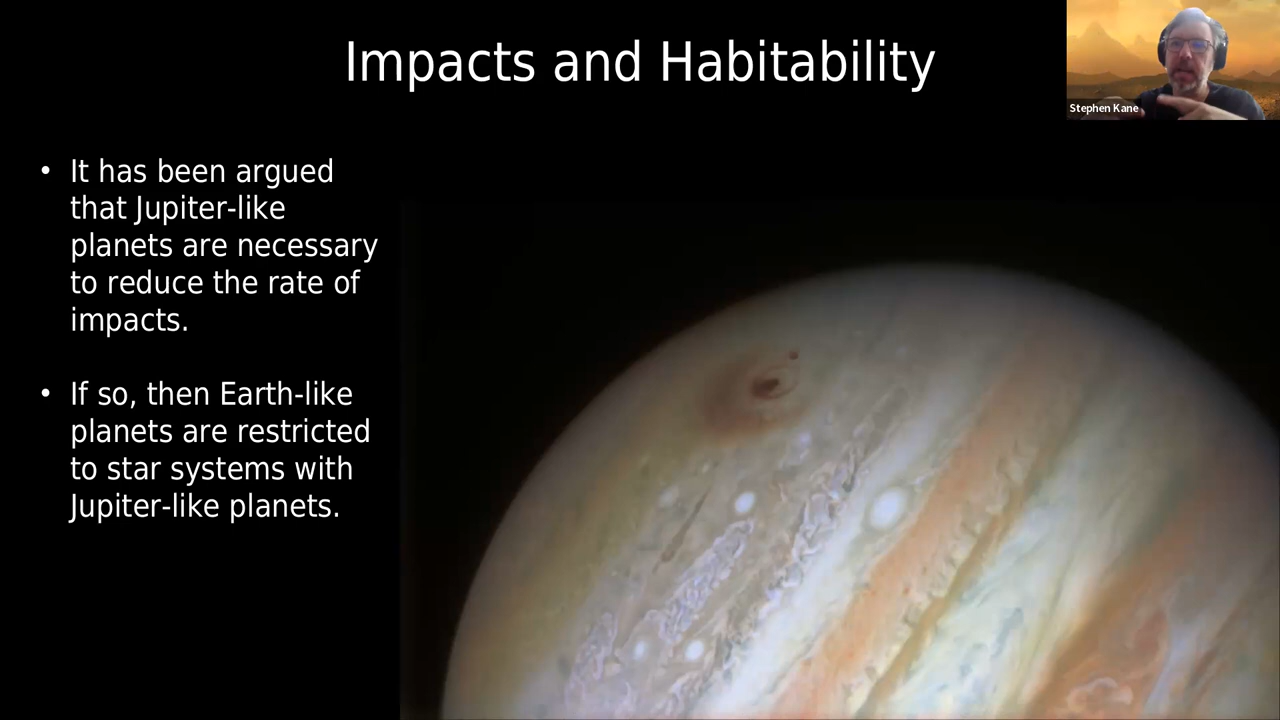 Impacts and Habitability
Stephen Kane
• It has been argued
that Jupiter-like
planets are necessary
to reduce the rate of
impacts.
• If so, then Earth-like
planets are restricted
to star systems with
Jupiter-like planets.